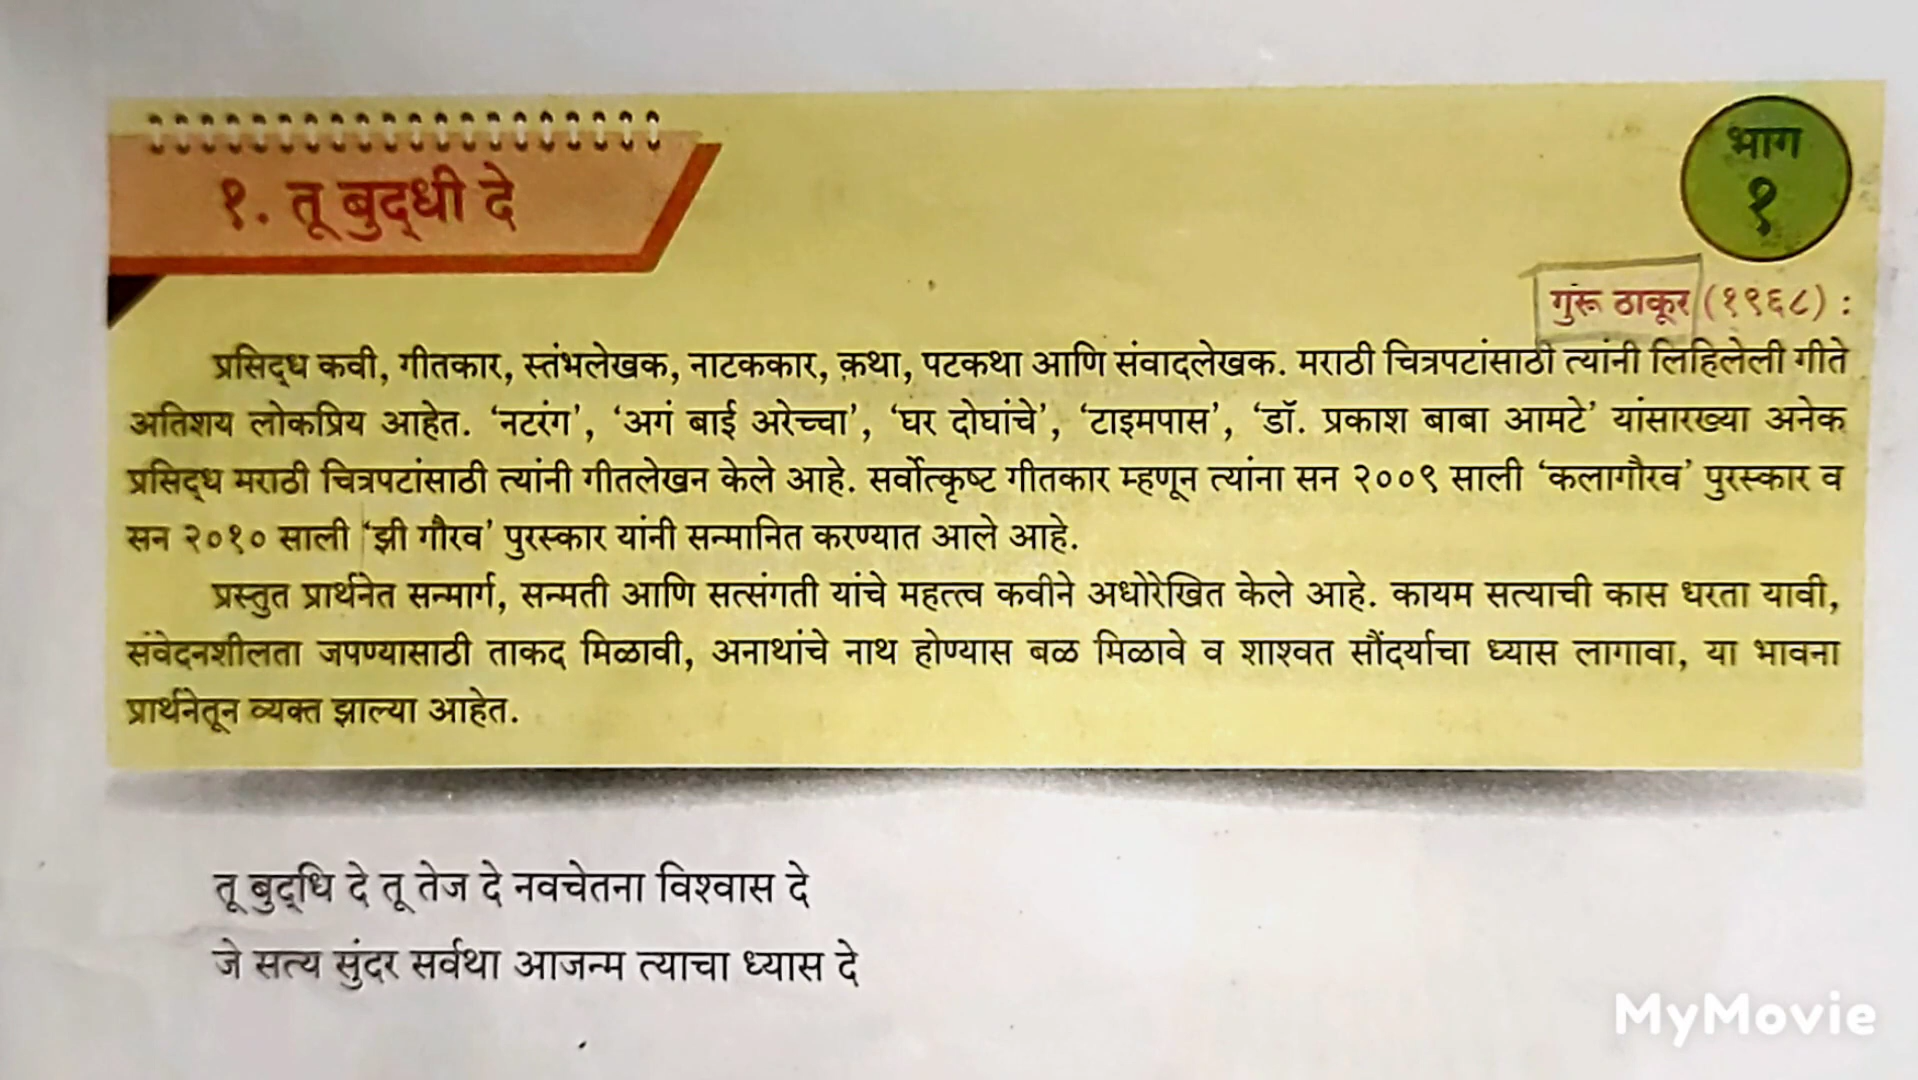 भाग
१
१. तू बुद्‌धी दे
गुरू ठाकूर (१९६८) :
प्रसिद्‌ध कवी, गीतकार, स्तंभलेखक, नाटककार, कथा, पटकथा आणि संवादलेखक. मराठी चित्रपटांसाठी त्यांनी लिहिलेली गीते
अतिशय लोकप्रिय आहेत. ‘नटरंग’, ‘अगं बाई अरेच्चा’, ‘घर दोघांचे’, ‘टाइमपास’, ‘डॉ. प्रकाश बाबा आमटे’ यांसारख्या अनेक
प्रसिद्‌ध मराठी चित्रपटांसाठी त्यांनी गीतलेखन केले आहे. सर्वोत्कृष्ट गीतकार म्हणून त्यांना सन २००९ साली ‘कलागौरव’ पुरस्कार व
सन २०१० साली ‘झी गौरव’ पुरस्कार यांनी सन्मानित करण्यात आले आहे.
प्रस्तुत प्रार्थनेत सन्मार्ग, सन्मती आणि सत्संगती यांचे महत्त्व कवीने अधोरेखित केले आहे. कायम सत्याची कास धरता यावी,
संवेदनशीलता जपण्यासाठी ताकद मिळावी, अनाथांचे नाथ होण्यास बळ मिळावे व शाश्वत सौंदर्याचा ध्यास लागावा, या भावना
प्रार्थनेतून व्यक्त झाल्या आहेत.
तू बुद्‌धि दे तू तेज दे नवचेतना विश्वास दे
जे सत्य सुंदर सर्वथा आजन्म त्याचा ध्यास दे
MyMovie